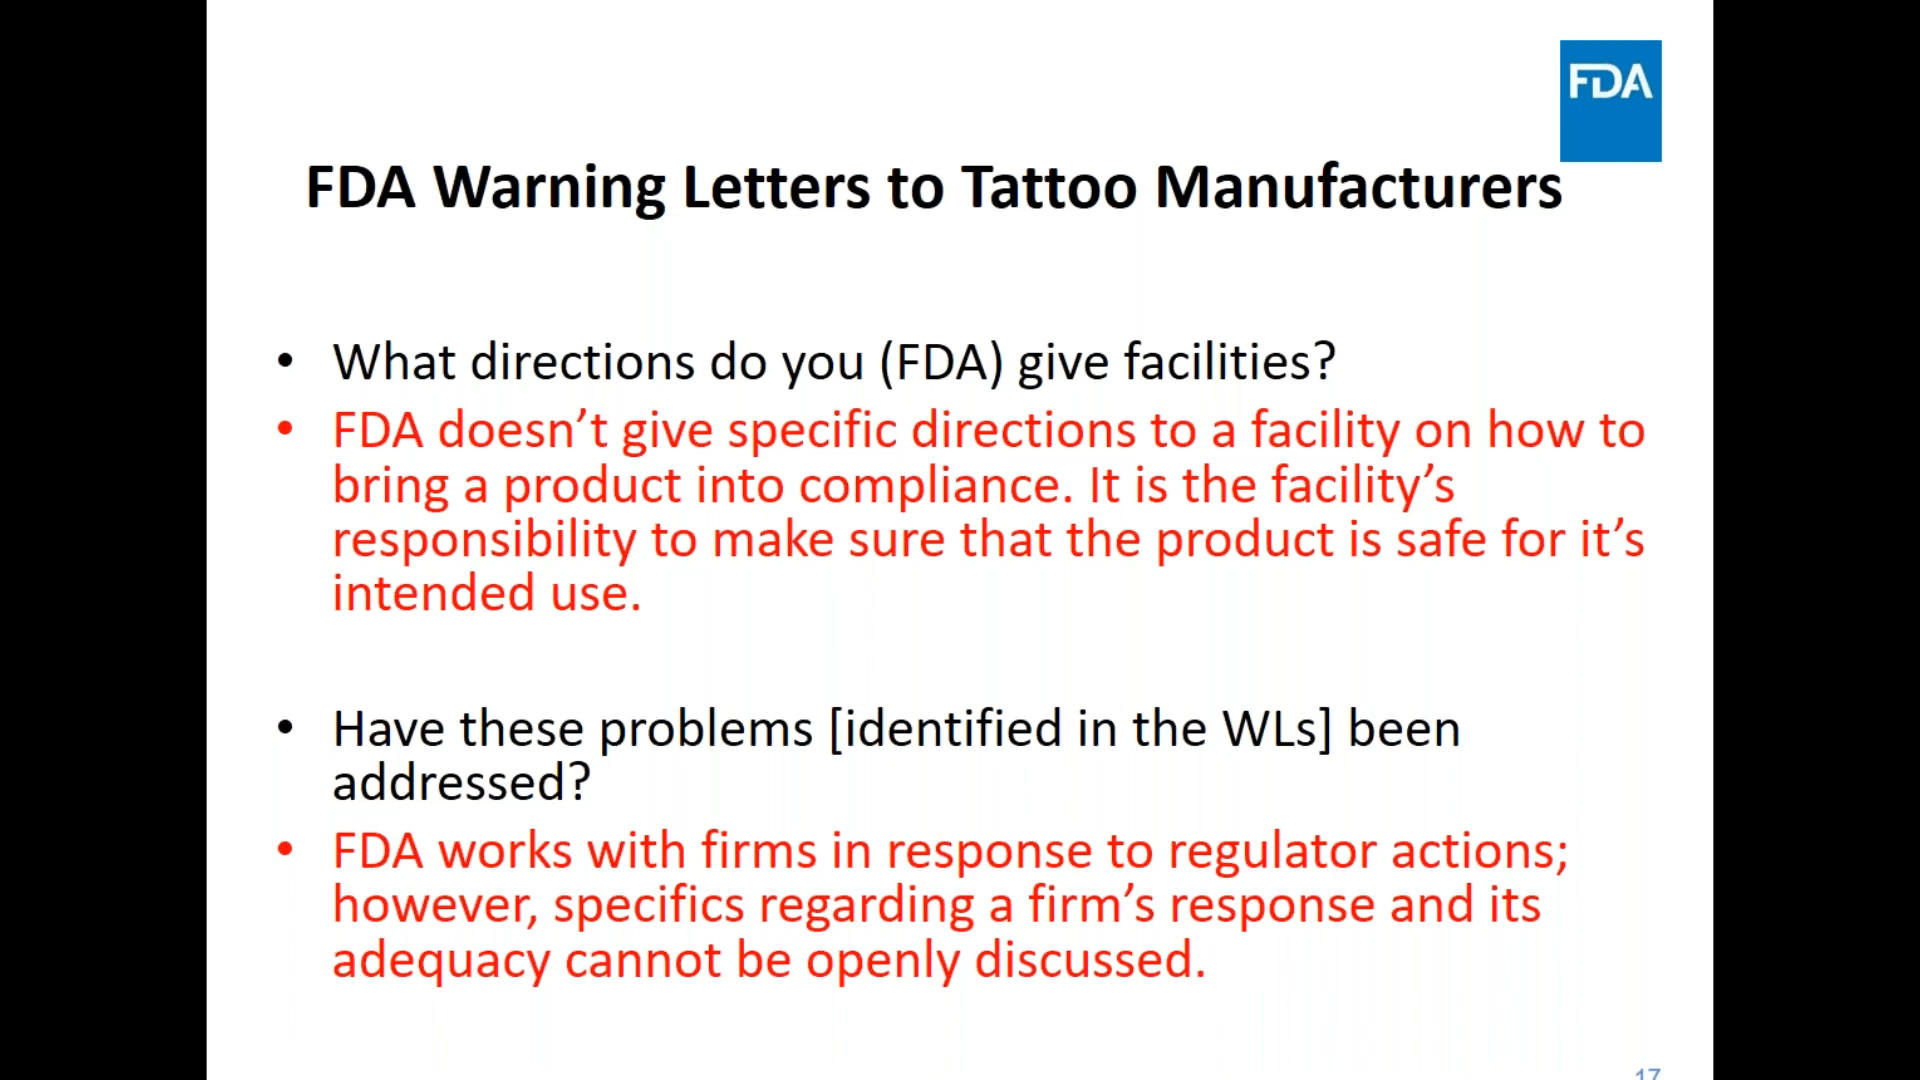 FDA
FDA Warning Letters to Tattoo Manufacturers
• What directions do you (FDA) give facilities?
• FDA doesn’t give specific directions to a facility on how to
bring a product into compliance. It is the facility’s
responsibility to make sure that the product is safe for it’s
intended use.
• Have these problems [identified in the WLs] been
addressed?
• FDA works with firms in response to regulator actions;
however, specifics regarding a firm’s response and its
adequacy cannot be openly discussed.
17